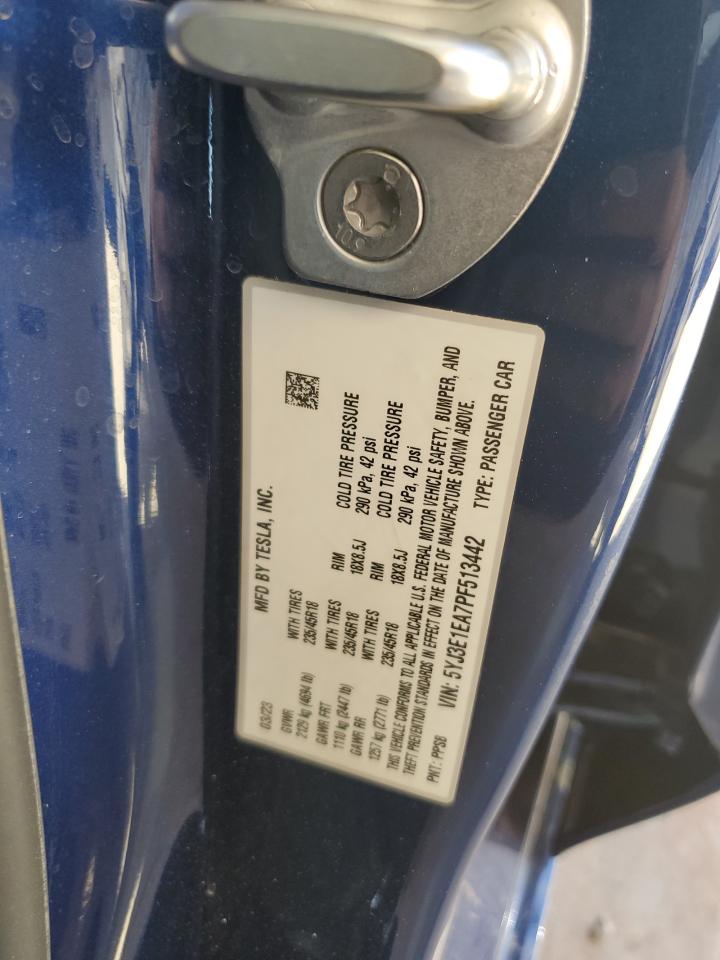 10.9
MFD BY TESLA, INC.
03/23
GVWR WITH TIRES RIM COLD TIRE PRESSURE
2129 kg (4694 lb) 235/45R18 18X8.5J 290 kPa, 42 psi
GAWR FRT WITH TIRES RIM COLD TIRE PRESSURE
1110 kg (2447 lb) 235/45R18 18X8.5J 290 kPa, 42 psi
GAWR RR WITH TIRES
1257 kg (2771 lb) 235/45R18
THIS VEHICLE CONFORMS TO ALL APPLICABLE U.S. FEDERAL MOTOR VEHICLE SAFETY, BUMPER, AND
THEFT PREVENTION STANDARDS IN EFFECT ON THE DATE OF MANUFACTURE SHOWN ABOVE.
PNT: PPSB VIN: 5YJ3E1EA7PF513442 TYPE: PASSENGER CAR